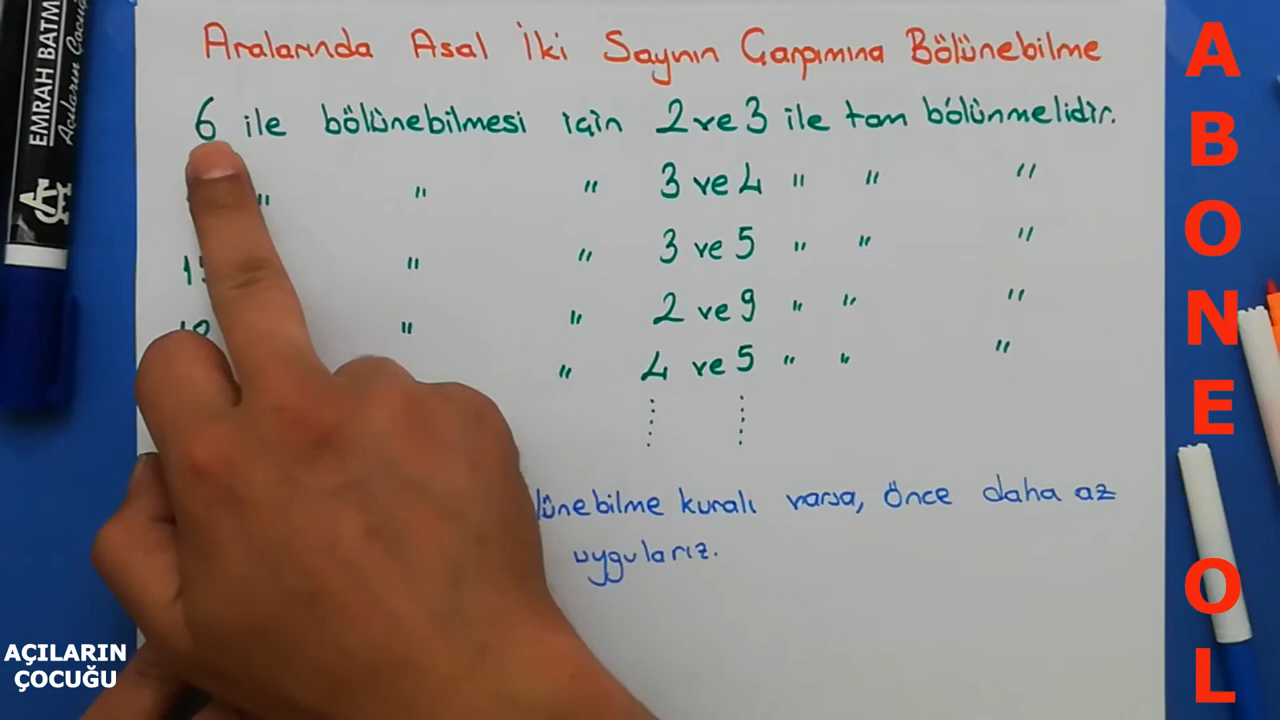 Aralarında Asal İki Sayının Çarpımına Bölünebilme
6 ile bölünebilmesi için 2 ve 3 ile tam bölünmelidir.
" " " 3 ve 4 " " "
" " 3 ve 5 " " "
" " 2 ve 9 " " "
" 4 ve 5 " " "
kuralı varsa, önce daha az
uygularız.
EMRAH BATM
Açıların Çocuğu
AÇILARIN
ÇOCUĞU
ABONE OL